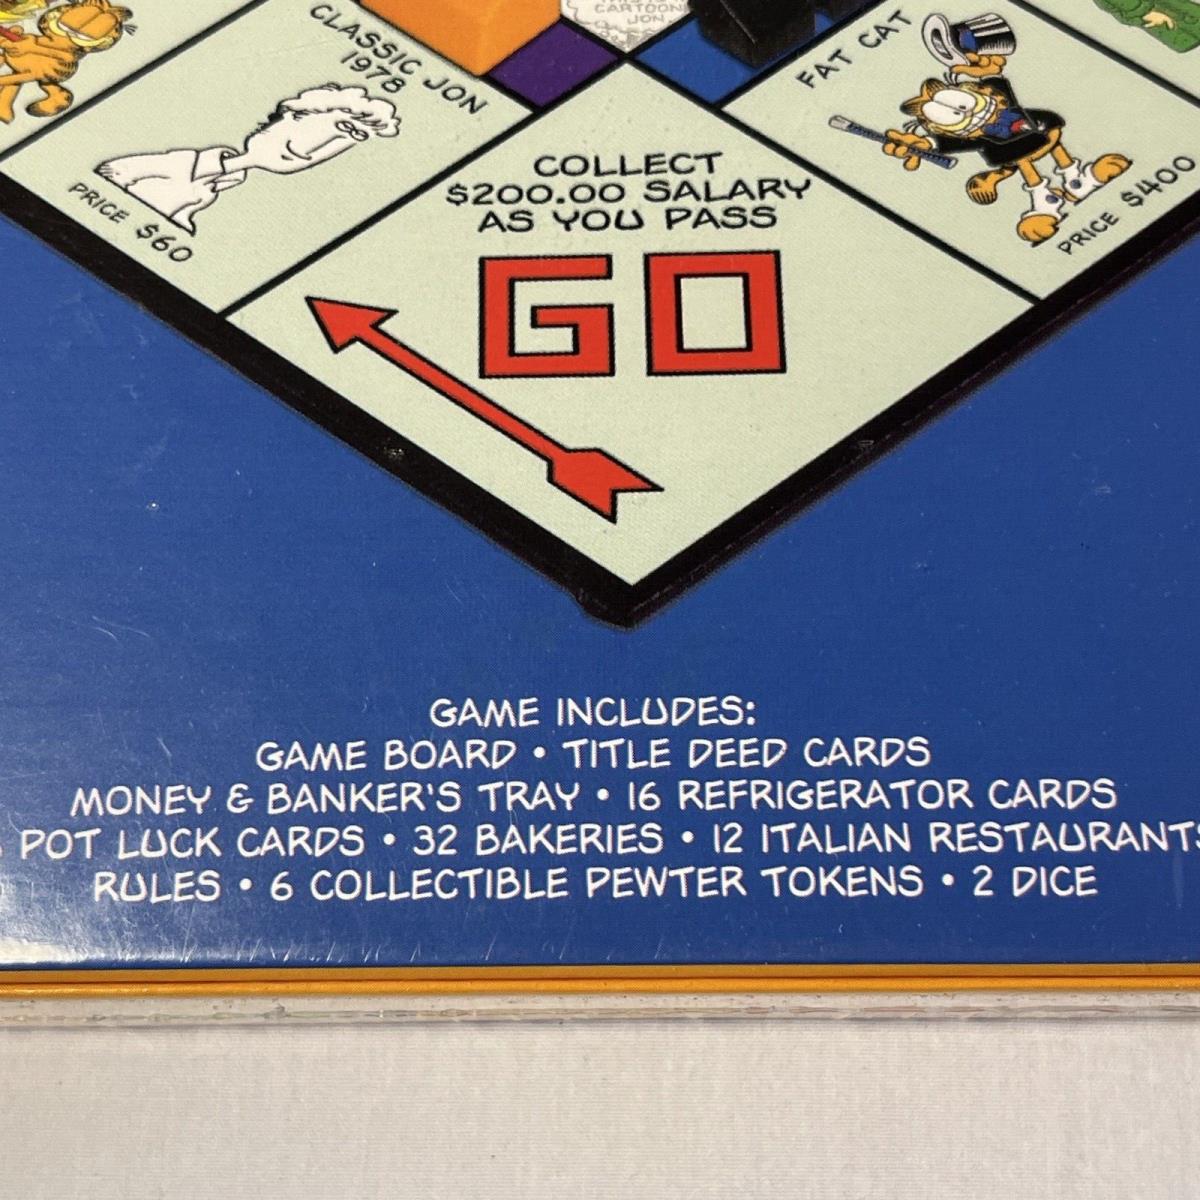 CARTOON
JON.
CLASSIC JON
1978
PRICE $60
FAT CAT
PRICE $400
COLLECT
$200.00 SALARY
AS YOU PASS
GO
GAME INCLUDES:
GAME BOARD • TITLE DEED CARDS
MONEY & BANKER'S TRAY • 16 REFRIGERATOR CARDS
POT LUCK CARDS • 32 BAKERIES • 12 ITALIAN RESTAURANTS
RULES • 6 COLLECTIBLE PEWTER TOKENS • 2 DICE